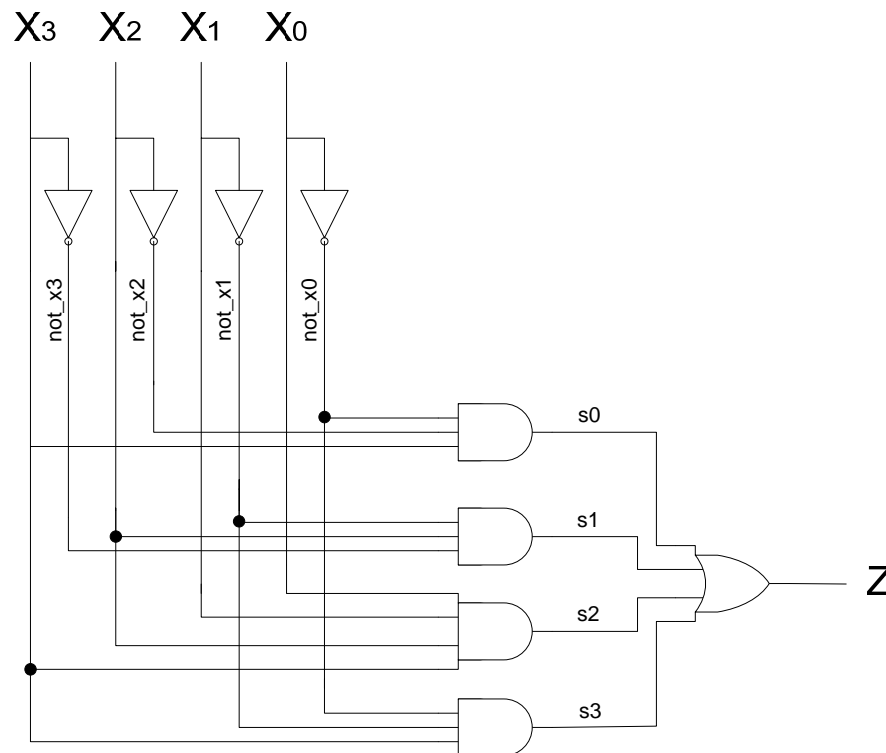 X3 X2 X1 X0
not_x3
not_x2
not_x1
not_x0
s0
s1
s2
s3
Z